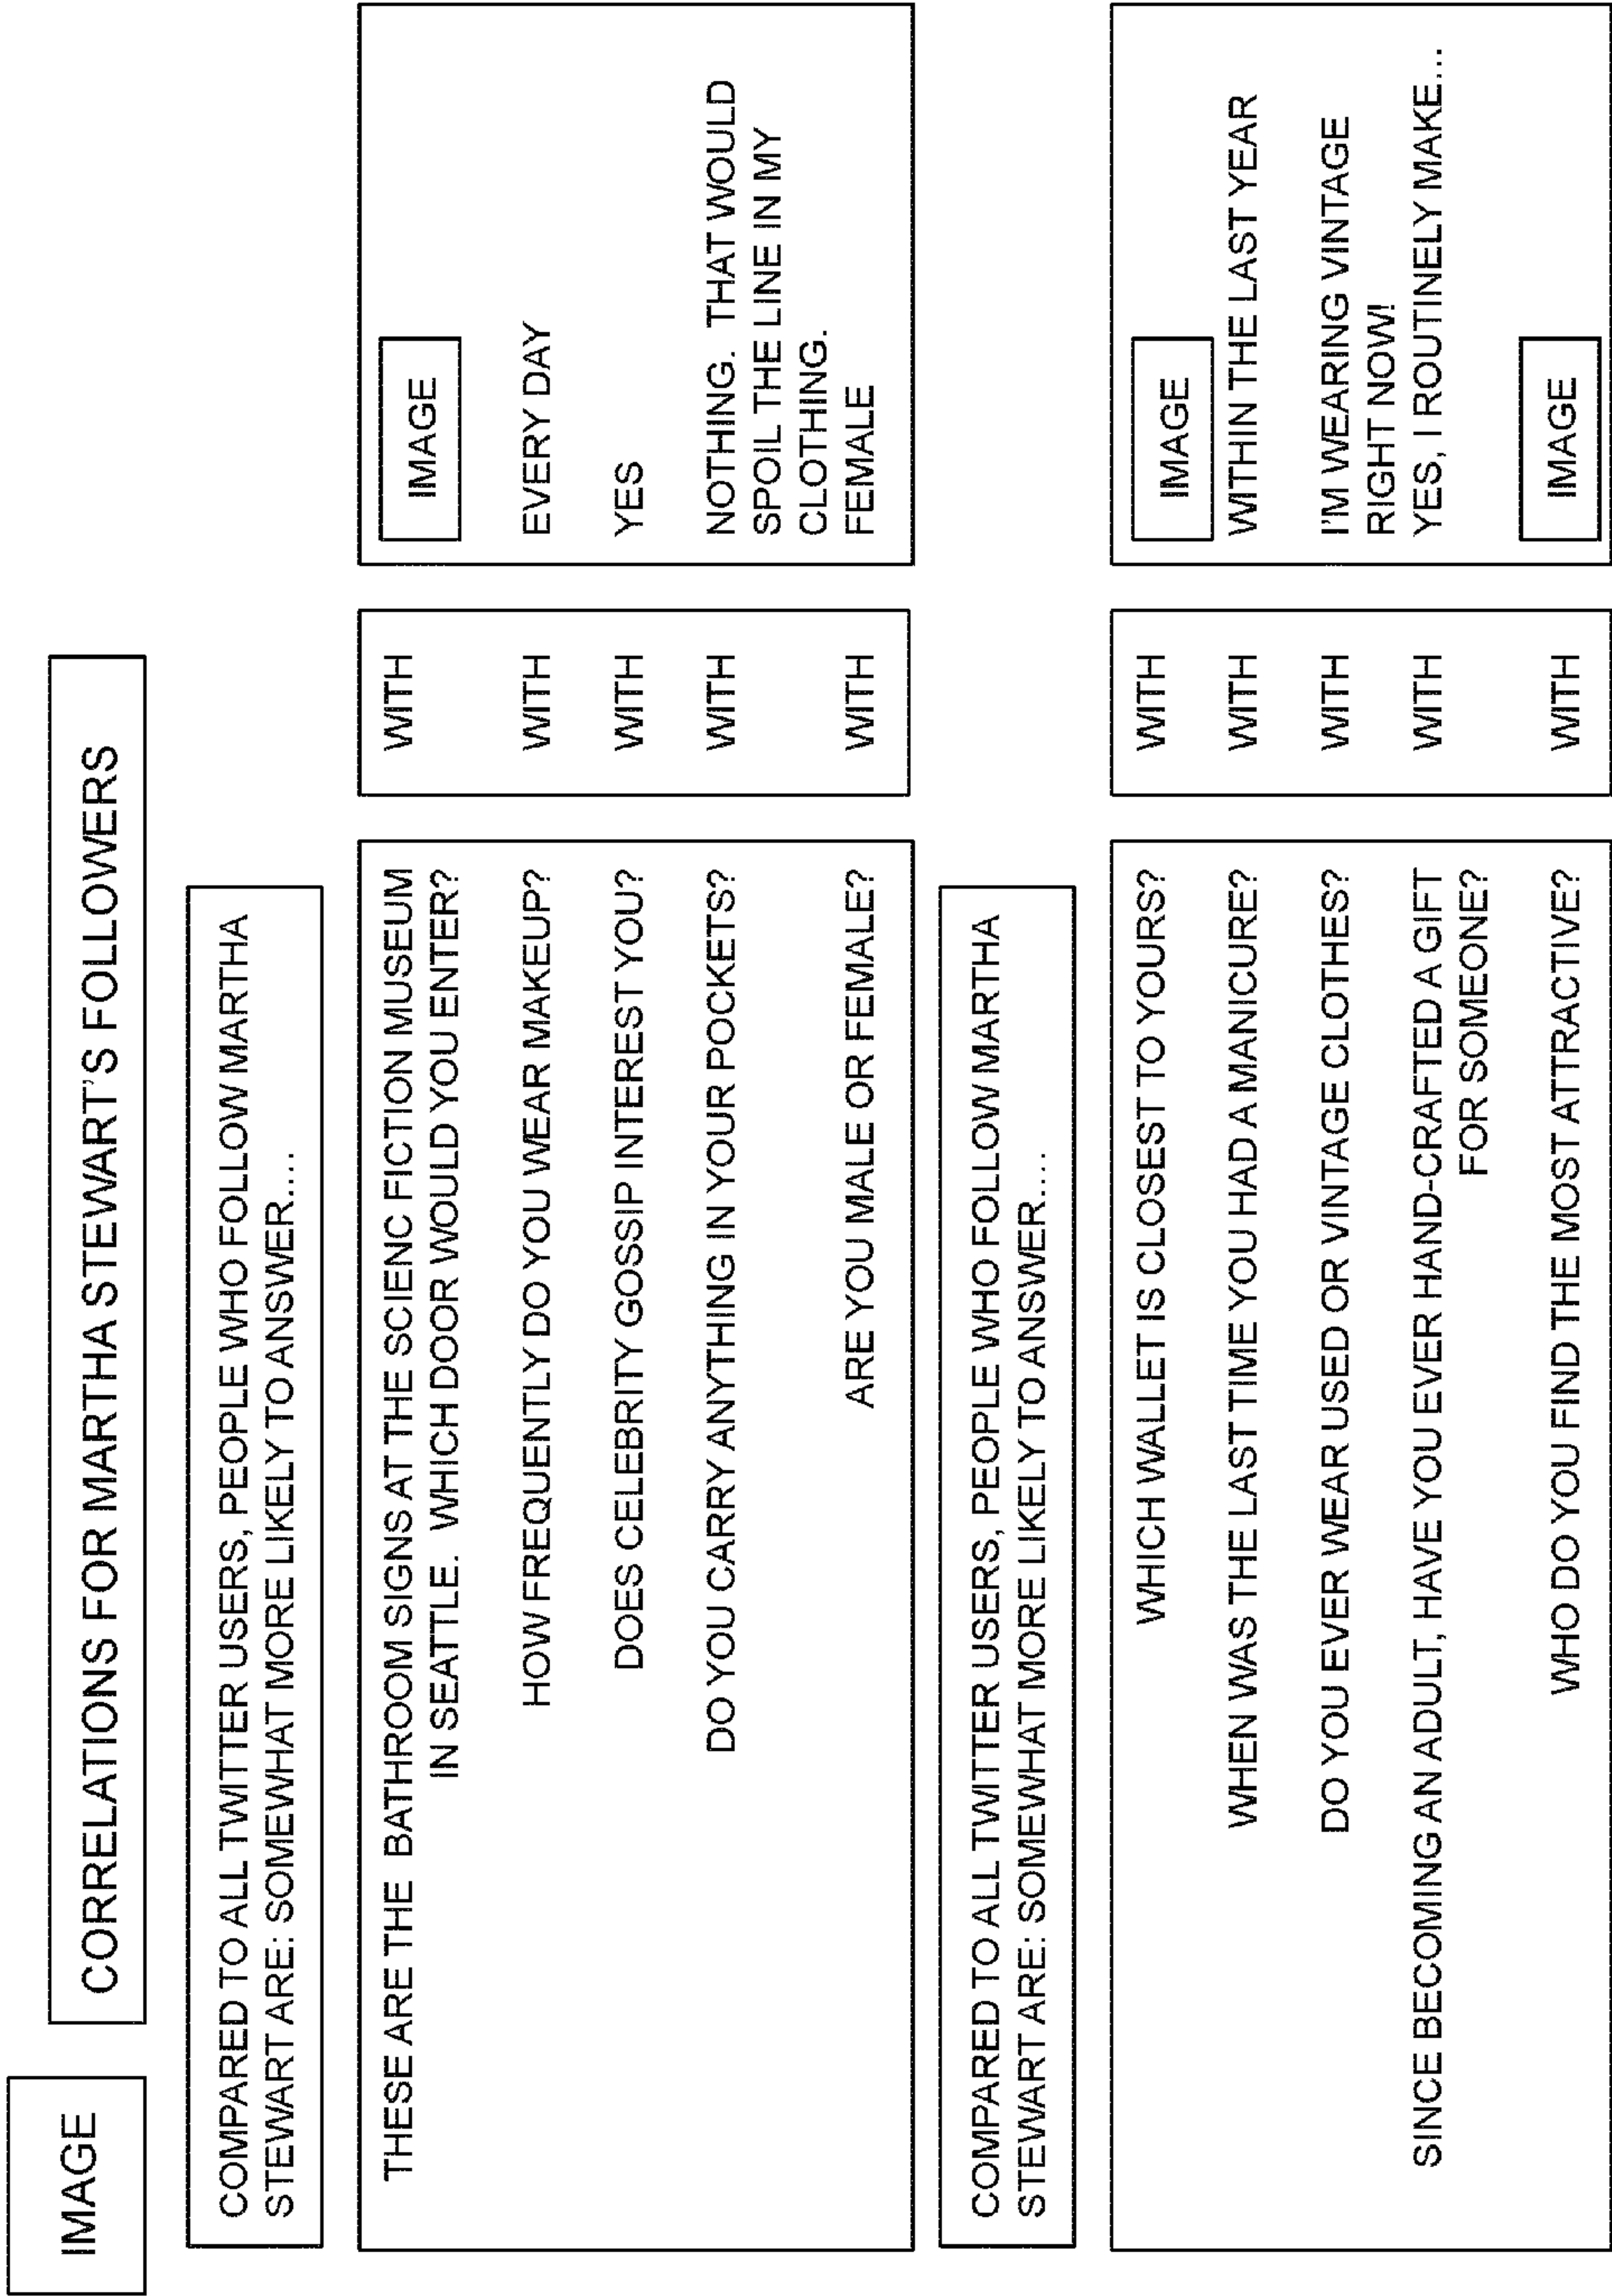 IMAGE
CORRELATIONS FOR MARTHA STEWART'S FOLLOWERS
COMPARED TO ALL TWITTER USERS, PEOPLE WHO FOLLOW MARTHA
STEWART ARE: SOMEWHAT MORE LIKELY TO ANSWER....
THESE ARE THE BATHROOM SIGNS AT THE SCIENC FICTION MUSEUM
IN SEATTLE. WHICH DOOR WOULD YOU ENTER?
WITH
IMAGE
HOW FREQUENTLY DO YOU WEAR MAKEUP?
WITH
EVERY DAY
DOES CELEBRITY GOSSIP INTEREST YOU?
WITH
YES
DO YOU CARRY ANYTHING IN YOUR POCKETS?
WITH
NOTHING. THAT WOULD
SPOIL THE LINE IN MY
CLOTHING.
ARE YOU MALE OR FEMALE?
WITH
FEMALE
COMPARED TO ALL TWITTER USERS, PEOPLE WHO FOLLOW MARTHA
STEWART ARE: SOMEWHAT MORE LIKELY TO ANSWER....
WHICH WALLET IS CLOSEST TO YOURS?
WITH
IMAGE
WHEN WAS THE LAST TIME YOU HAD A MANICURE?
WITH
WITHIN THE LAST YEAR
DO YOU EVER WEAR USED OR VINTAGE CLOTHES?
WITH
I'M WEARING VINTAGE
RIGHT NOW!
SINCE BECOMING AN ADULT, HAVE YOU EVER HAND-CRAFTED A GIFT
FOR SOMEONE?
WITH
YES, I ROUTINELY MAKE...
WHO DO YOU FIND THE MOST ATTRACTIVE?
WITH
IMAGE